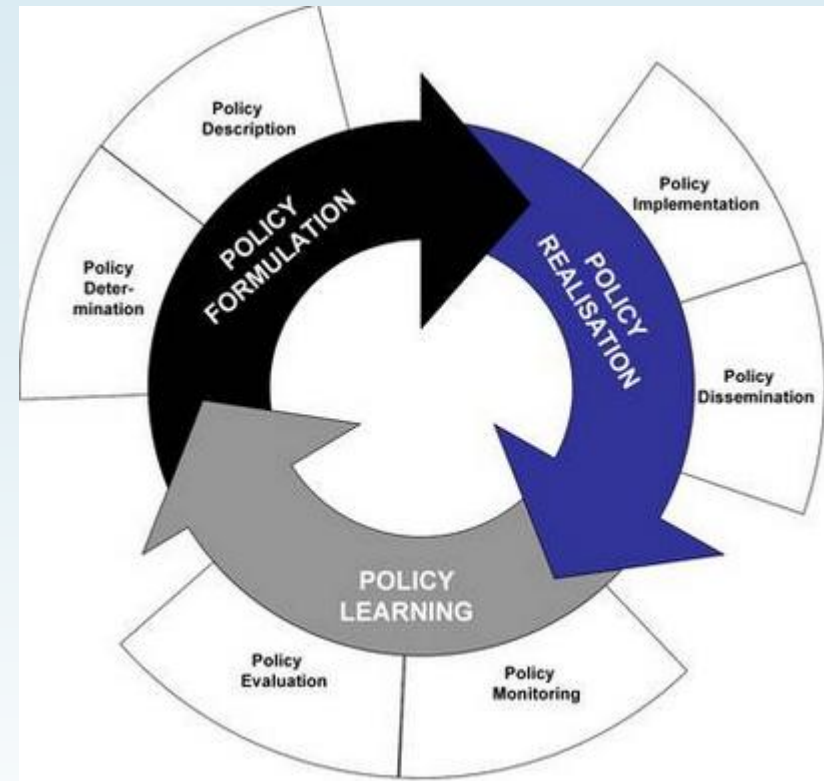 Policy
Description
Policy
Deter-
mination
POLICY
FORMULATION
POLICY
REALISATION
Policy
Implementation
Policy
Dissemination
POLICY
LEARNING
Policy
Evaluation
Policy
Monitoring